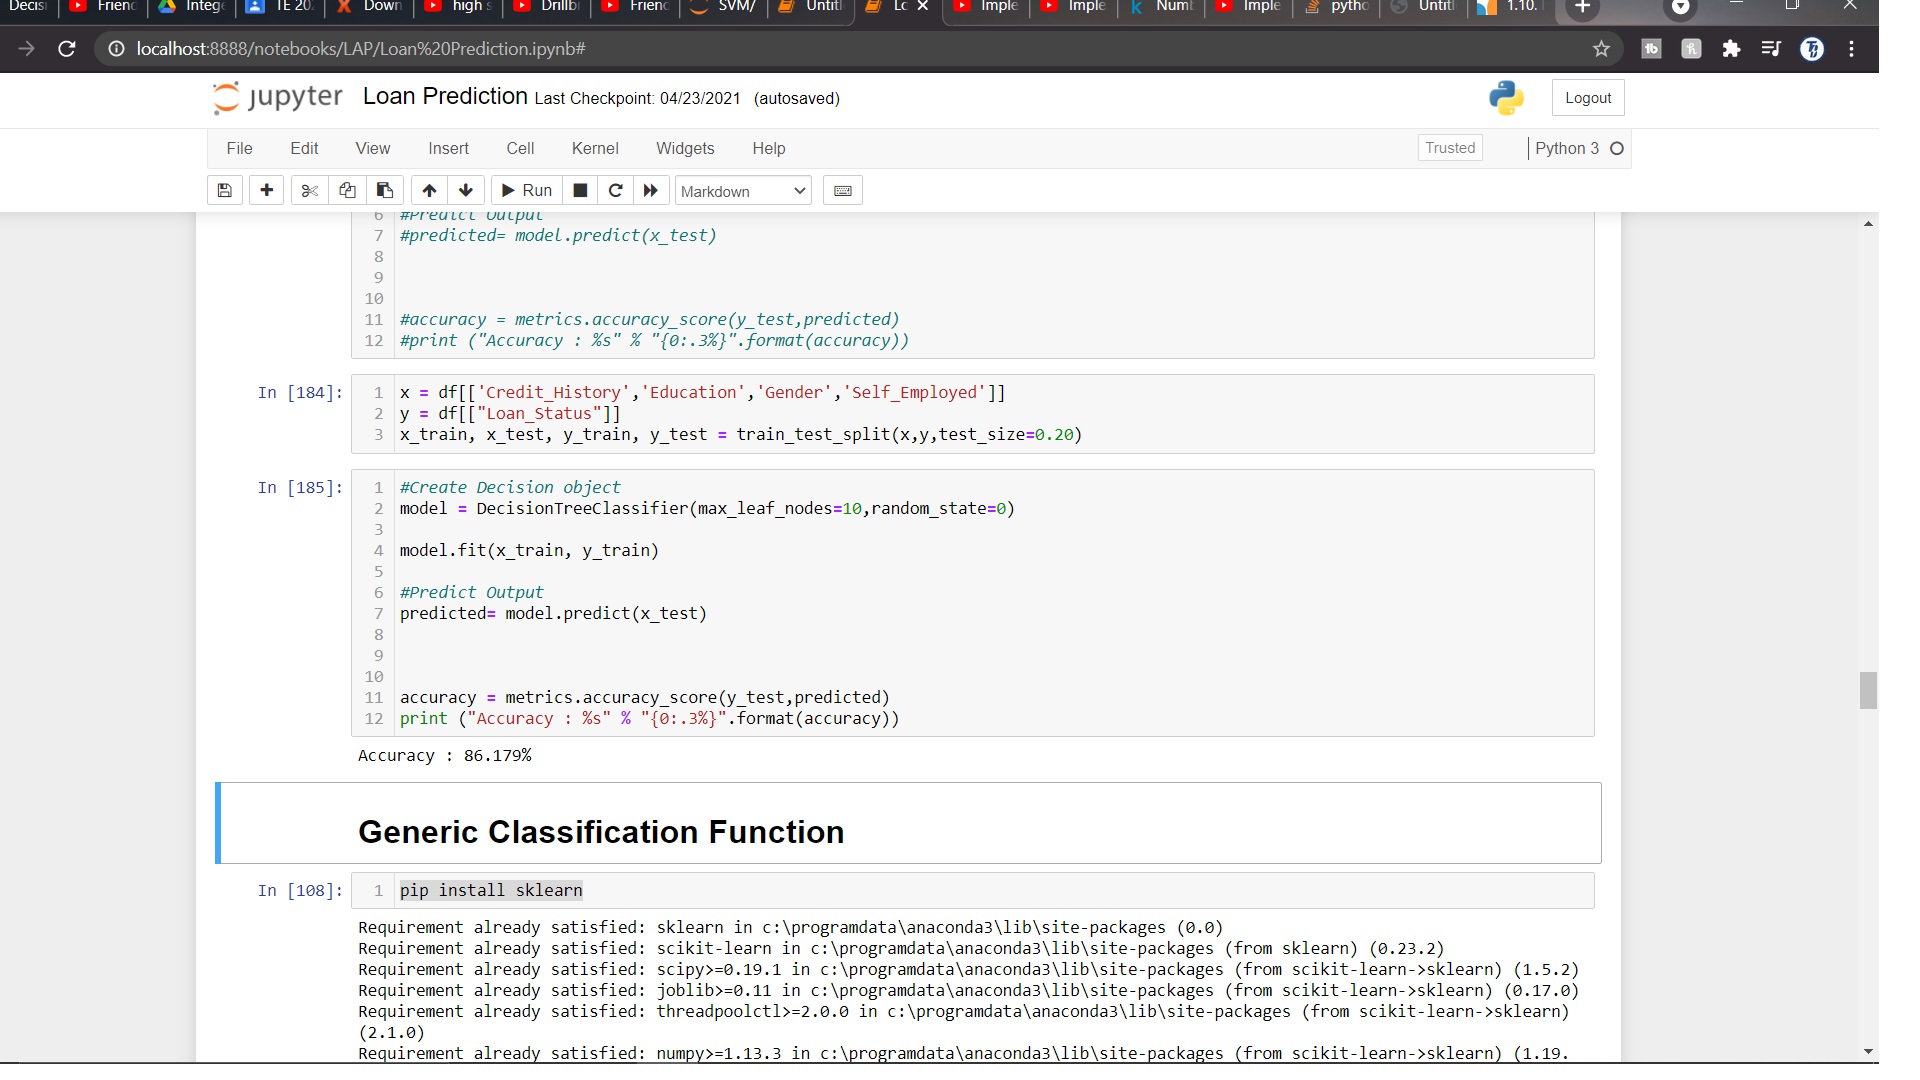 Decisi
Friend
Integ
TE 20
Down
high s
Drillbi
Friend
SVM/
Untitl
Lo
Imple
Imple
Numb
Imple
pytho
Untitl
1.10.
localhost:8888/notebooks/LAP/Loan%20Prediction.ipynb#
jupyter Loan Prediction Last Checkpoint: 04/23/2021 (autosaved)
Logout
File Edit View Insert Cell Kernel Widgets Help
Trusted
Python 3
Run
Markdown
6 #Predict Output
7 #predicted= model.predict(x_test)
8
9
10
11 #accuracy = metrics.accuracy_score(y_test,predicted)
12 #print ("Accuracy : %s" % "{0:.3%}".format(accuracy))
In [184]: 1 x = df[['Credit_History','Education','Gender','Self_Employed']]
2 y = df[["Loan_Status"]]
3 x_train, x_test, y_train, y_test = train_test_split(x,y,test_size=0.20)
In [185]: 1 #Create Decision object
2 model = DecisionTreeClassifier(max_leaf_nodes=10,random_state=0)
3
4 model.fit(x_train, y_train)
5
6 #Predict Output
7 predicted= model.predict(x_test)
8
9
10
11 accuracy = metrics.accuracy_score(y_test,predicted)
12 print ("Accuracy : %s" % "{0:.3%}".format(accuracy))
Accuracy : 86.179%
Generic Classification Function
In [108]: 1 pip install sklearn
Requirement already satisfied: sklearn in c:\programdata\anaconda3\lib\site-packages (0.0)
Requirement already satisfied: scikit-learn in c:\programdata\anaconda3\lib\site-packages (from sklearn) (0.23.2)
Requirement already satisfied: scipy>=0.19.1 in c:\programdata\anaconda3\lib\site-packages (from scikit-learn->sklearn) (1.5.2)
Requirement already satisfied: joblib>=0.11 in c:\programdata\anaconda3\lib\site-packages (from scikit-learn->sklearn) (0.17.0)
Requirement already satisfied: threadpoolctl>=2.0.0 in c:\programdata\anaconda3\lib\site-packages (from scikit-learn->sklearn)
(2.1.0)
Requirement already satisfied: numpy>=1.13.3 in c:\programdata\anaconda3\lib\site-packages (from scikit-learn->sklearn) (1.19.